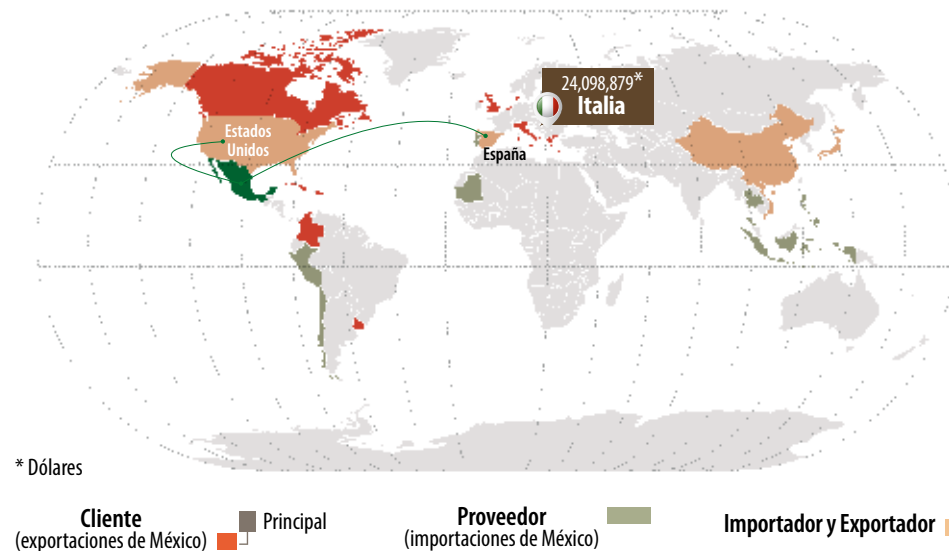 24,098,879*
Italia
Estados
Unidos
España
* Dólares
Cliente
(exportaciones de México)
Principal
Proveedor
(importaciones de México)
Importador y Exportador